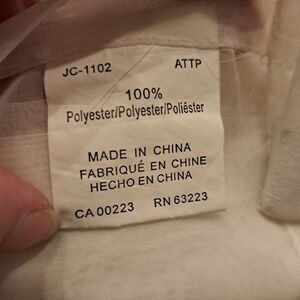 JC-1102 ATTP
100%
Polyester/Polyester/Poliéster
MADE IN CHINA
FABRIQUÉ EN CHINE
HECHO EN CHINA
CA 00223 RN 63223